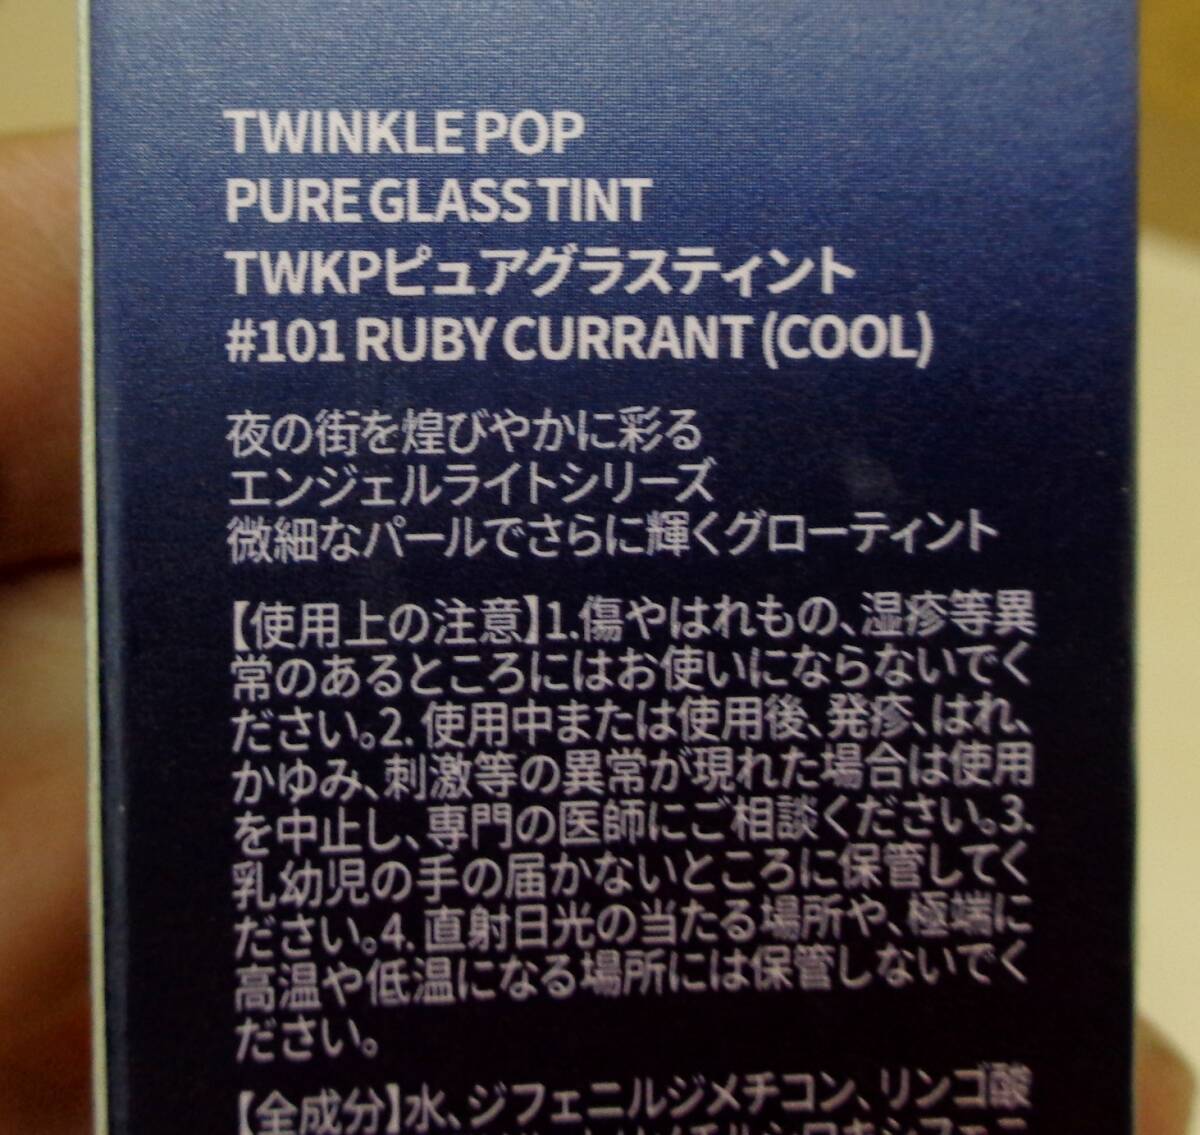 TWINKLE POP
PURE GLASS TINT
TWKPピュアグラスティント
#101 RUBY CURRANT (COOL)
夜の街を煌びやかに彩る
エンジェルライトシリーズ
微細なパールでさらに輝くグローティント
【使用上の注意】1.傷やはれもの、湿疹等異
常のあるところにはお使いにならないでく
ださい。2. 使用中または使用後、発疹、はれ、
かゆみ、刺激等の異常が現れた場合は使用
を中止し、専門の医師にご相談ください。3.
乳幼児の手の届かないところに保管してく
ださい。4. 直射日光の当たる場所や、極端に
高温や低温になる場所には保管しないでく
ださい。
【全成分】水、ジフェニルジメチコン、リンゴ酸